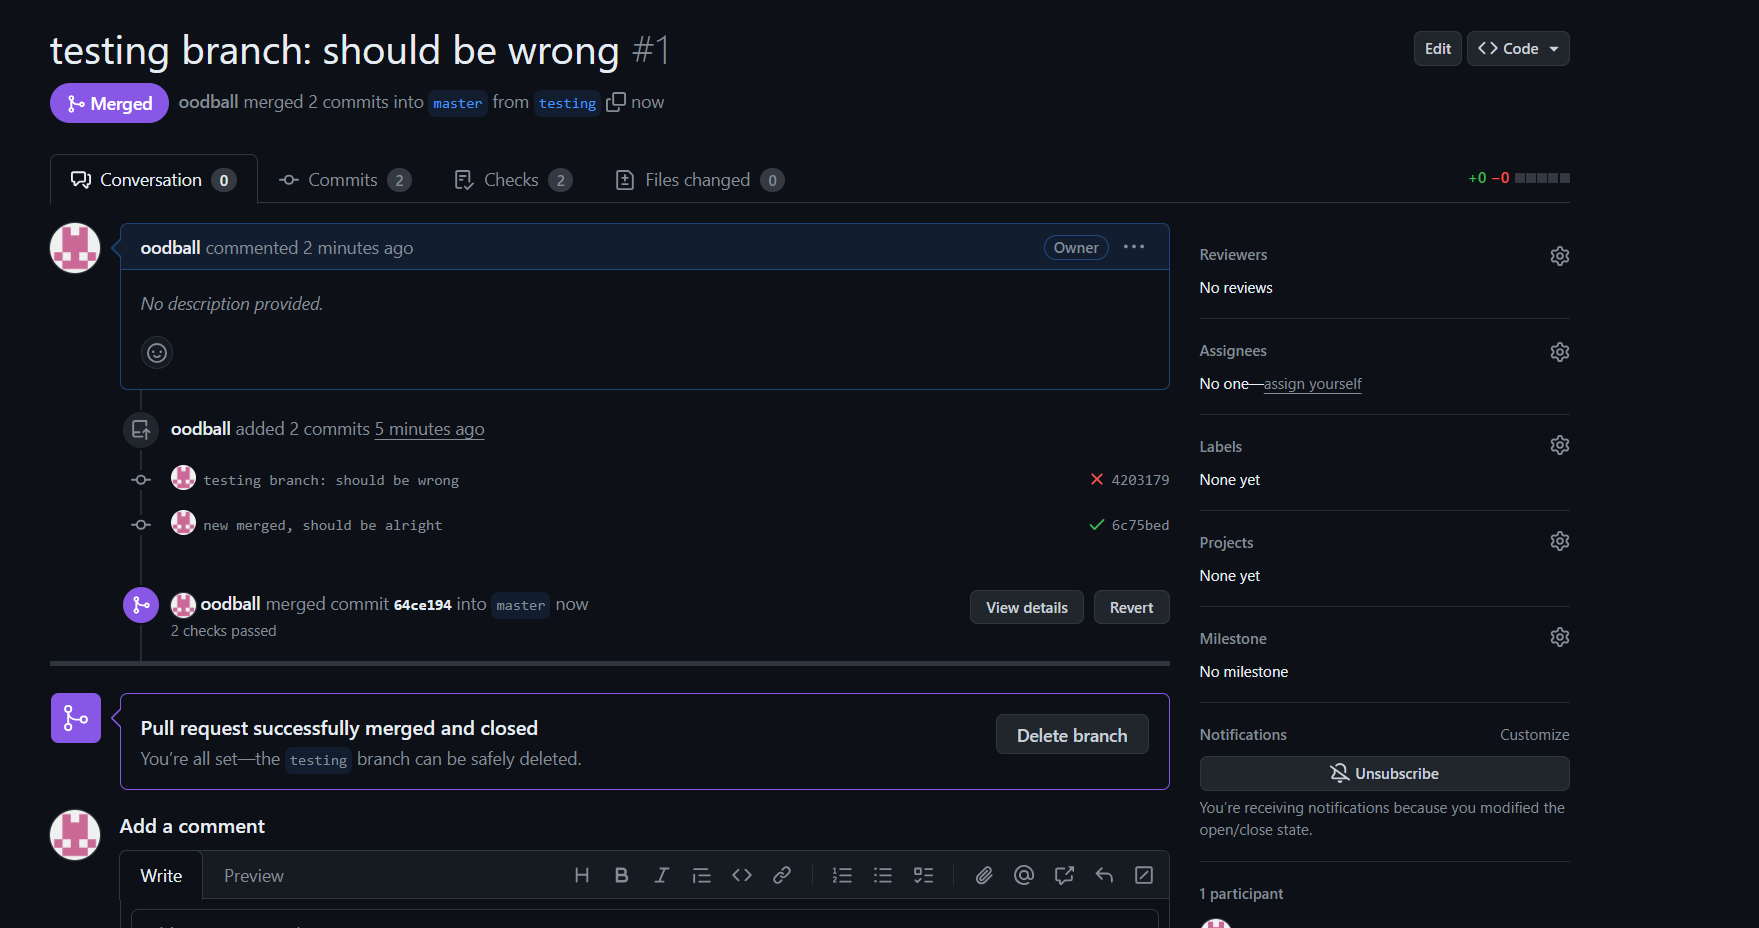 testing branch: should be wrong #1
Edit
Code
Merged
oodball merged 2 commits into master from testing now
Conversation 0
Commits 2
Checks 2
Files changed 0
+0 −0
oodball commented 2 minutes ago
Owner
No description provided.
oodball added 2 commits 5 minutes ago
testing branch: should be wrong
4203179
new merged, should be alright
6c75bed
oodball merged commit 64ce194 into master now
2 checks passed
View details
Revert
Pull request successfully merged and closed
You’re all set—the testing branch can be safely deleted.
Delete branch
Add a comment
Write
Preview
Reviewers
No reviews
Assignees
No one—assign yourself
Labels
None yet
Projects
None yet
Milestone
No milestone
Notifications
Customize
Unsubscribe
You’re receiving notifications because you modified the
open/close state.
1 participant